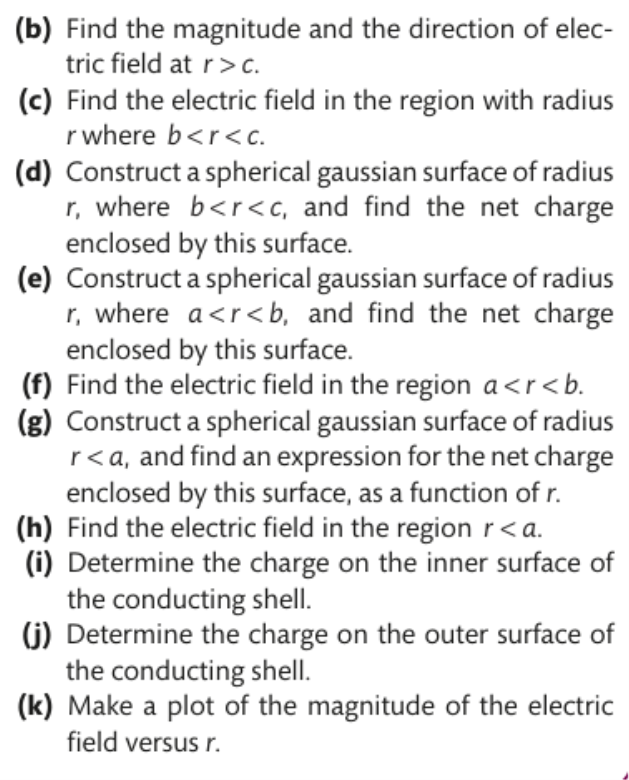 (b) Find the magnitude and the direction of elec-
tric field at r > c.
(c) Find the electric field in the region with radius
r where b < r < c.
(d) Construct a spherical gaussian surface of radius
r, where b < r < c, and find the net charge
enclosed by this surface.
(e) Construct a spherical gaussian surface of radius
r, where a < r < b, and find the net charge
enclosed by this surface.
(f) Find the electric field in the region a < r < b.
(g) Construct a spherical gaussian surface of radius
r < a, and find an expression for the net charge
enclosed by this surface, as a function of r.
(h) Find the electric field in the region r < a.
(i) Determine the charge on the inner surface of
the conducting shell.
(j) Determine the charge on the outer surface of
the conducting shell.
(k) Make a plot of the magnitude of the electric
field versus r.